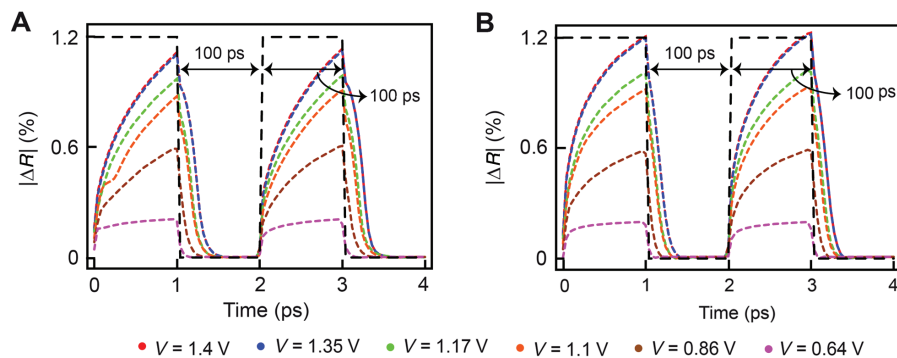 A
|ΔR| (%)
1.2
0.6
0
100 ps
100 ps
0 1 2 3 4
Time (ps)
B
|ΔR| (%)
1.2
0.6
0
100 ps
100 ps
0 1 2 3 4
Time (ps)
V = 1.4 V V = 1.35 V V = 1.17 V V = 1.1 V V = 0.86 V V = 0.64 V